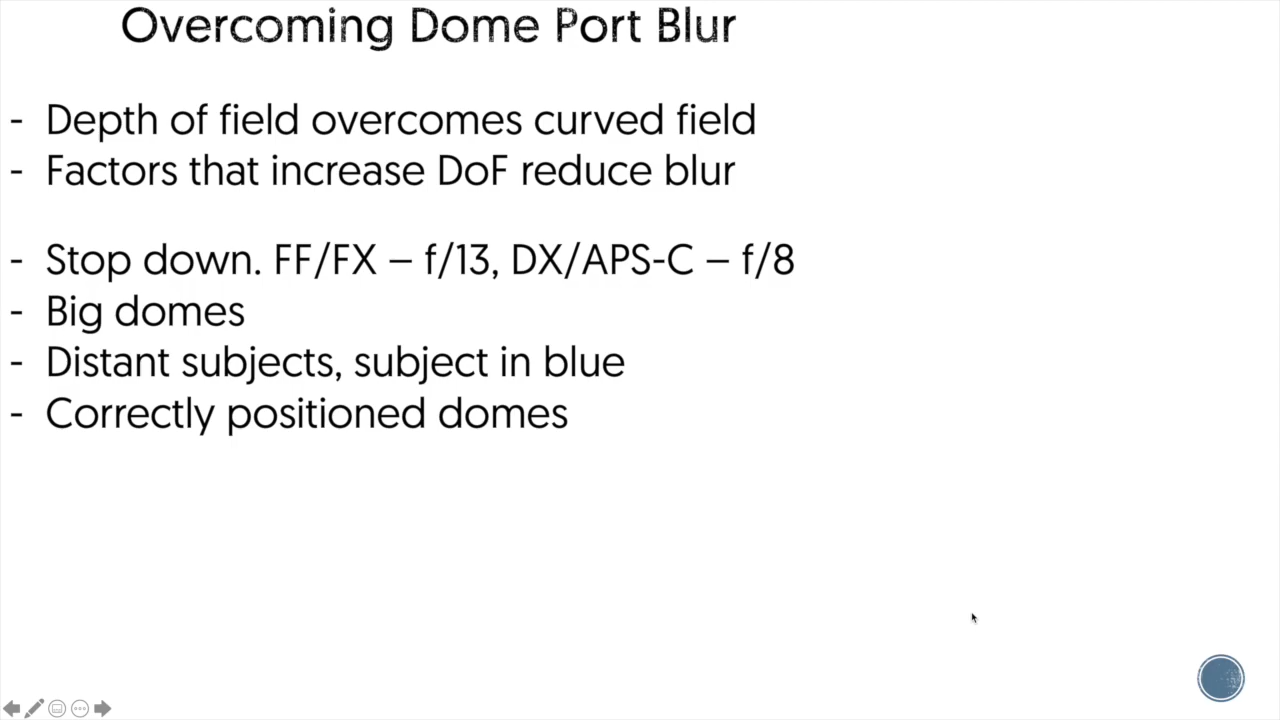 Overcoming Dome Port Blur
- Depth of field overcomes curved field
- Factors that increase DoF reduce blur
- Stop down. FF/FX – f/13, DX/APS-C – f/8
- Big domes
- Distant subjects, subject in blue
- Correctly positioned domes